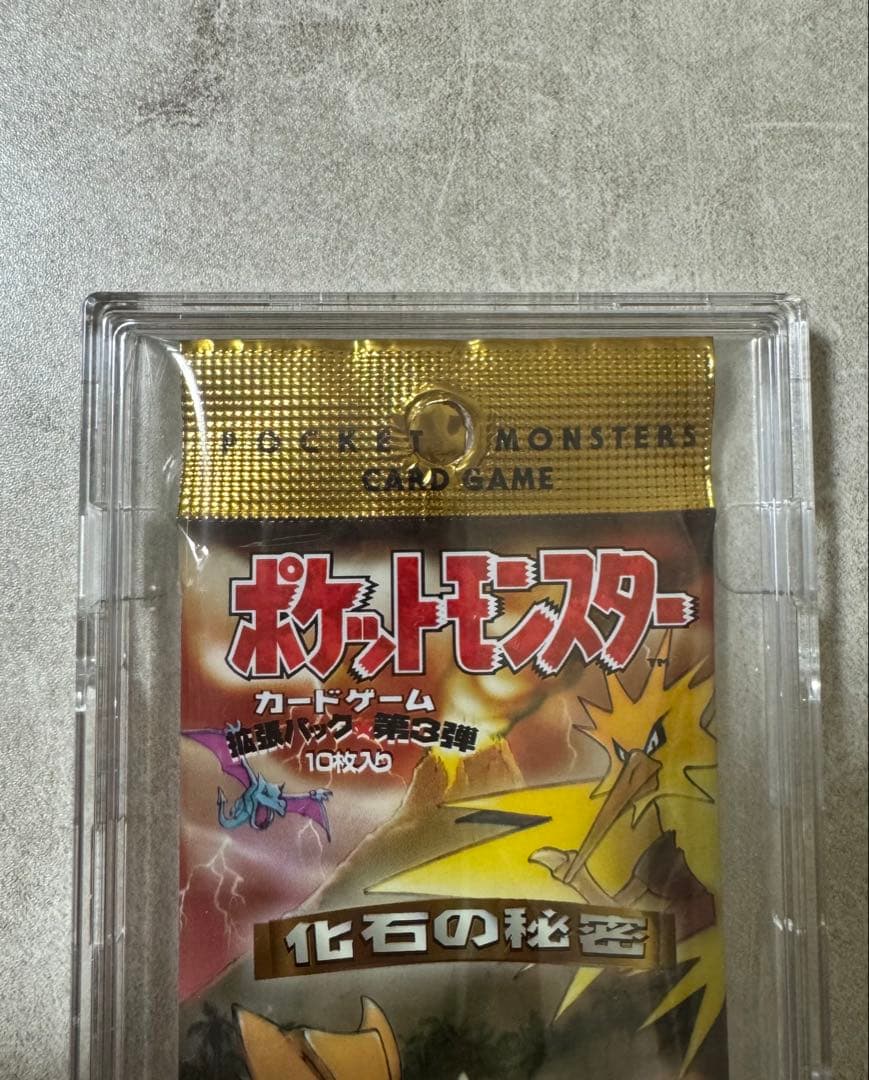 POCKET MONSTERS
CARD GAME
ポケットモンスター
TM
カードゲーム
拡張パック★第3弾
10枚入り
化石の秘密